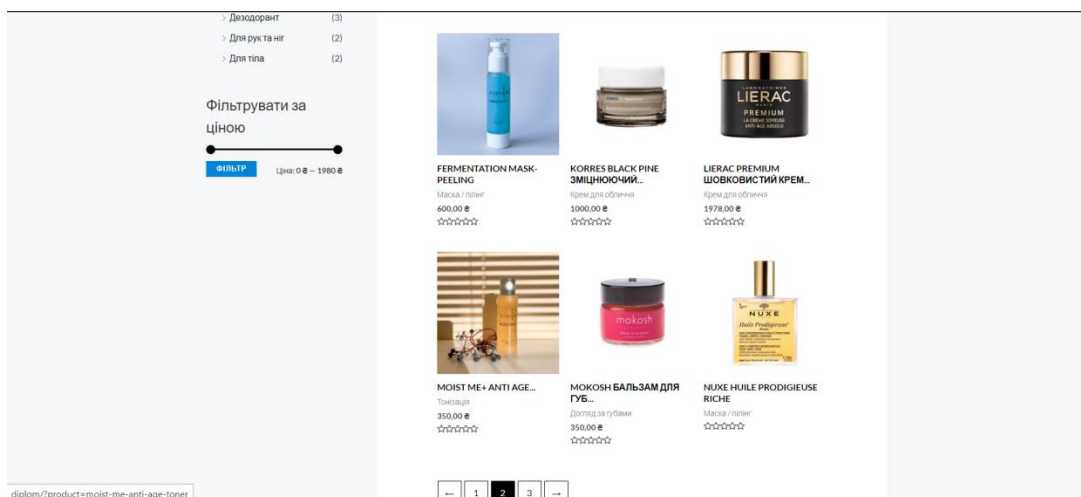 > Дезодорант (3)
> Для рук та ніг (2)
> Для тіла (2)
Фільтрувати за
ціною
ФІЛЬТР Ціна: 0 ₴ — 1980 ₴
LIERAC
PARIS
PREMIUM
FERMENTATION MASK-
PEELING
Маска / пілінг
600,00 ₴
KORRES BLACK PINE
ЗМІЦНЮЮЧИЙ...
Крем для обличчя
1000,00 ₴
LIERAC PREMIUM
ШОВКОВИСТИЙ КРЕМ...
Крем для обличчя
1978,00 ₴
mokosh
NUXE
Huile Prodigieuse
MOIST ME+ ANTI AGE...
Тонізація
350,00 ₴
MOKOSH БАЛЬЗАМ ДЛЯ
ГУБ...
Догляд за губами
350,00 ₴
NUXE HUILE PRODIGIEUSE
RICHE
Маска / пілінг
← 1 2 3 →
diplom/?product=moist-me-anti-age-toner